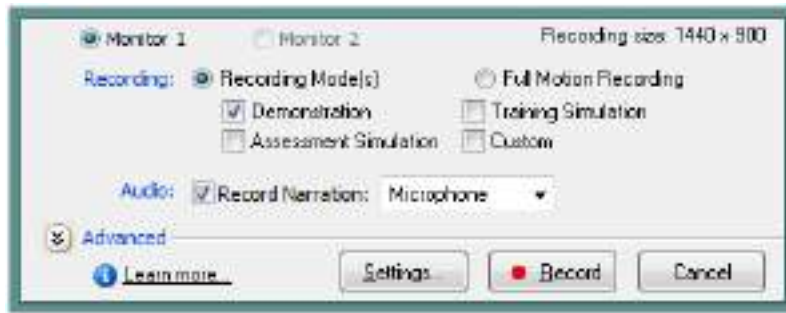 Monitor 1 Monitor 2 Recording size: 1440 x 900
Recording: Recording Mode(s) Full Motion Recording
Demonstration Training Simulation
Assessment Simulation Custom
Audio: Record Narration: Microphone
Advanced
Learn more... Settings... Record Cancel